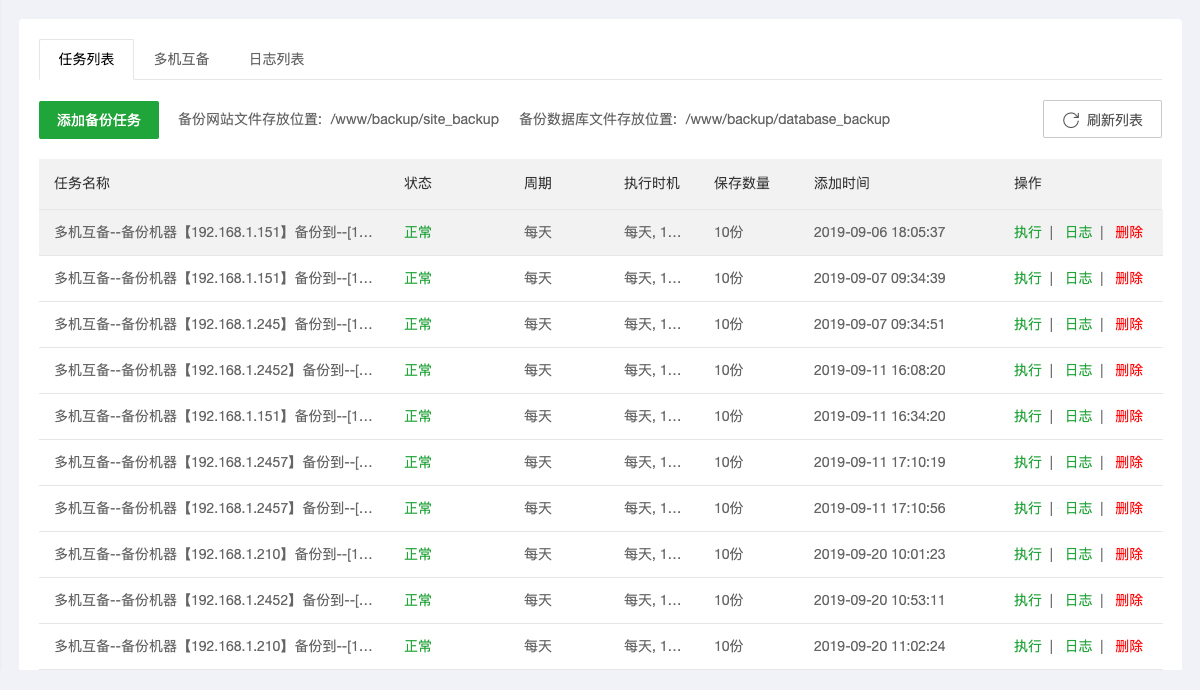 任务列表 多机互备 日志列表
添加备份任务 备份网站文件存放位置：/www/backup/site_backup 备份数据库文件存放位置：/www/backup/database_backup 刷新列表
任务名称 状态 周期 执行时机 保存数量 添加时间 操作
多机互备--备份机器【192.168.1.151】备份到--[1... 正常 每天 每天, 1... 10份 2019-09-06 18:05:37 执行 | 日志 | 删除
多机互备--备份机器【192.168.1.151】备份到--[1... 正常 每天 每天, 1... 10份 2019-09-07 09:34:39 执行 | 日志 | 删除
多机互备--备份机器【192.168.1.245】备份到--[1... 正常 每天 每天, 1... 10份 2019-09-07 09:34:51 执行 | 日志 | 删除
多机互备--备份机器【192.168.1.2452】备份到--[... 正常 每天 每天, 1... 10份 2019-09-11 16:08:20 执行 | 日志 | 删除
多机互备--备份机器【192.168.1.151】备份到--[1... 正常 每天 每天, 1... 10份 2019-09-11 16:34:20 执行 | 日志 | 删除
多机互备--备份机器【192.168.1.2457】备份到--[... 正常 每天 每天, 1... 10份 2019-09-11 17:10:19 执行 | 日志 | 删除
多机互备--备份机器【192.168.1.2457】备份到--[... 正常 每天 每天, 1... 10份 2019-09-11 17:10:56 执行 | 日志 | 删除
多机互备--备份机器【192.168.1.210】备份到--[1... 正常 每天 每天, 1... 10份 2019-09-20 10:01:23 执行 | 日志 | 删除
多机互备--备份机器【192.168.1.2452】备份到--[... 正常 每天 每天, 1... 10份 2019-09-20 10:53:11 执行 | 日志 | 删除
多机互备--备份机器【192.168.1.210】备份到--[1... 正常 每天 每天, 1... 10份 2019-09-20 11:02:24 执行 | 日志 | 删除